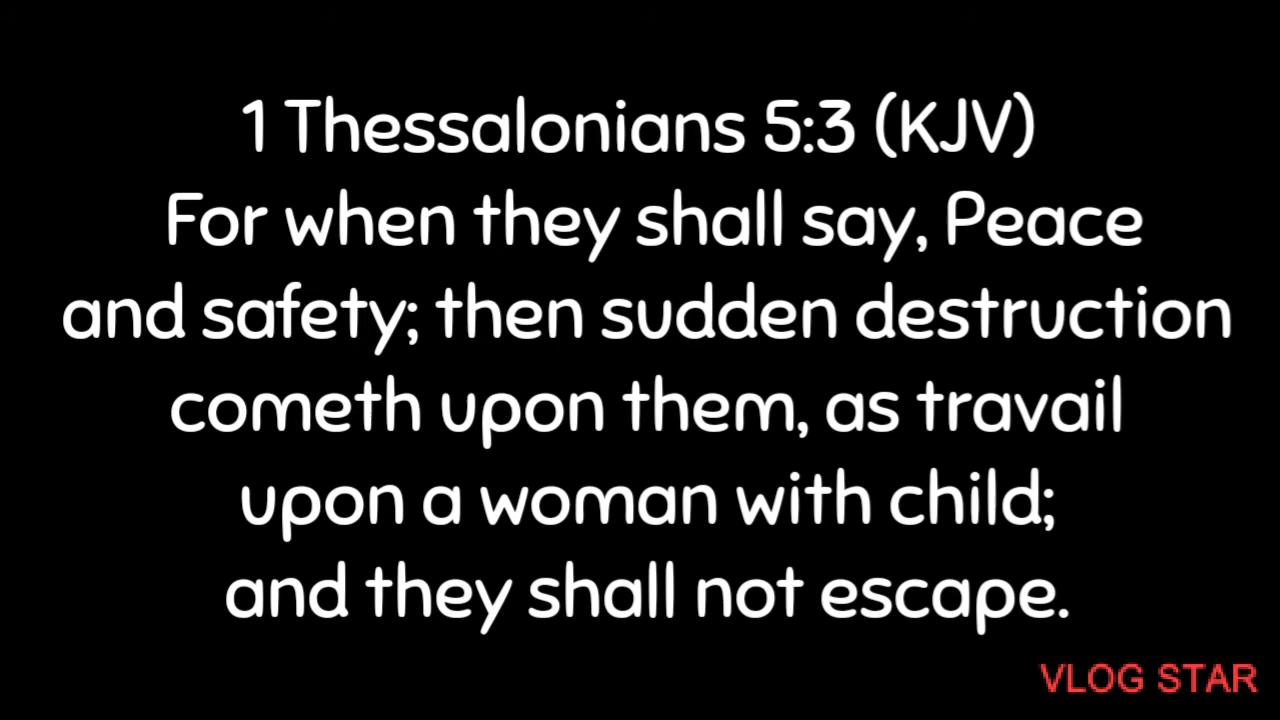 1 Thessalonians 5:3 (KJV)
For when they shall say, Peace
and safety; then sudden destruction
cometh upon them, as travail
upon a woman with child;
and they shall not escape.
VLOG STAR